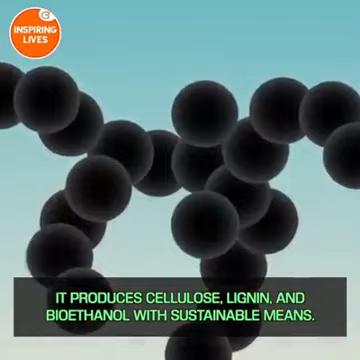 INSPIRING
LIVES
IT PRODUCES CELLULOSE, LIGNIN, AND
BIOETHANOL WITH SUSTAINABLE MEANS.